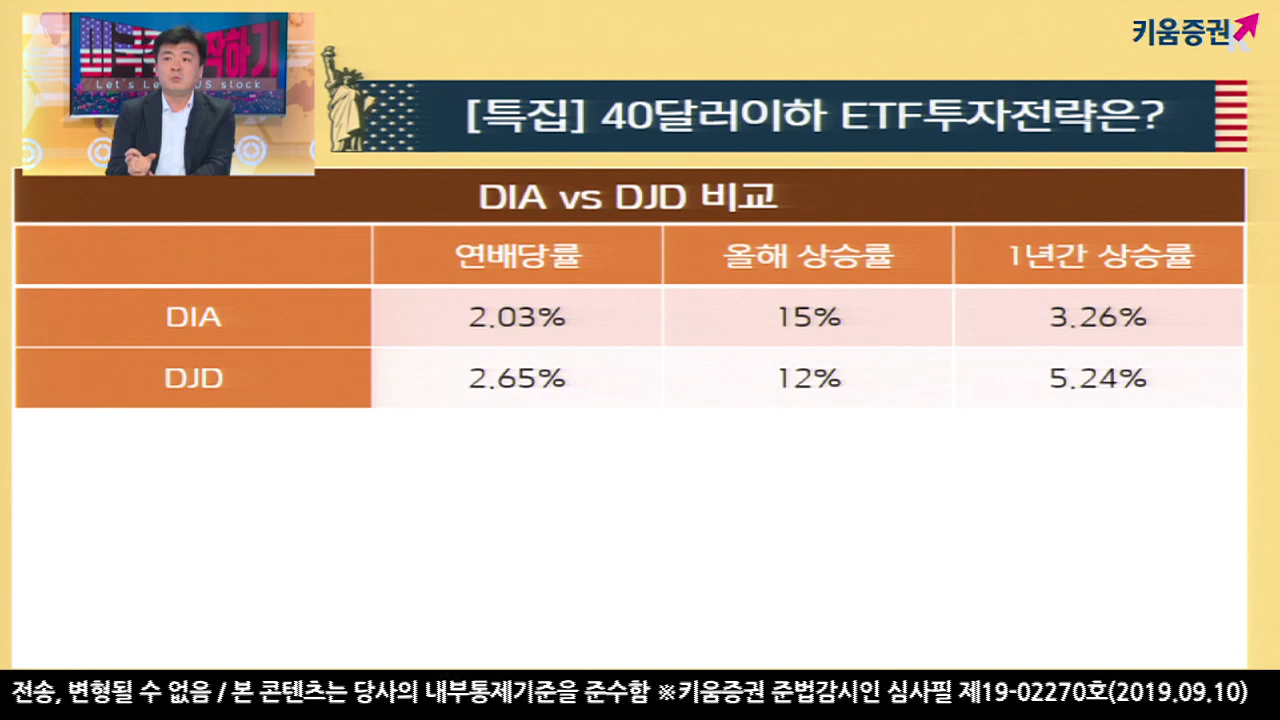 키움증권
Let's Le US stock
[특집] 40달러이하 ETF투자전략은?
DIA vs DJD 비교
연배당률 올해 상승률 1년간 상승률
DIA 2.03% 15% 3.26%
DJD 2.65% 12% 5.24%
전송, 변형될 수 없음 / 본 콘텐츠는 당사의 내부통제기준을 준수함 ※키움증권 준법감시인 심사필 제19-02270호(2019.09.10)